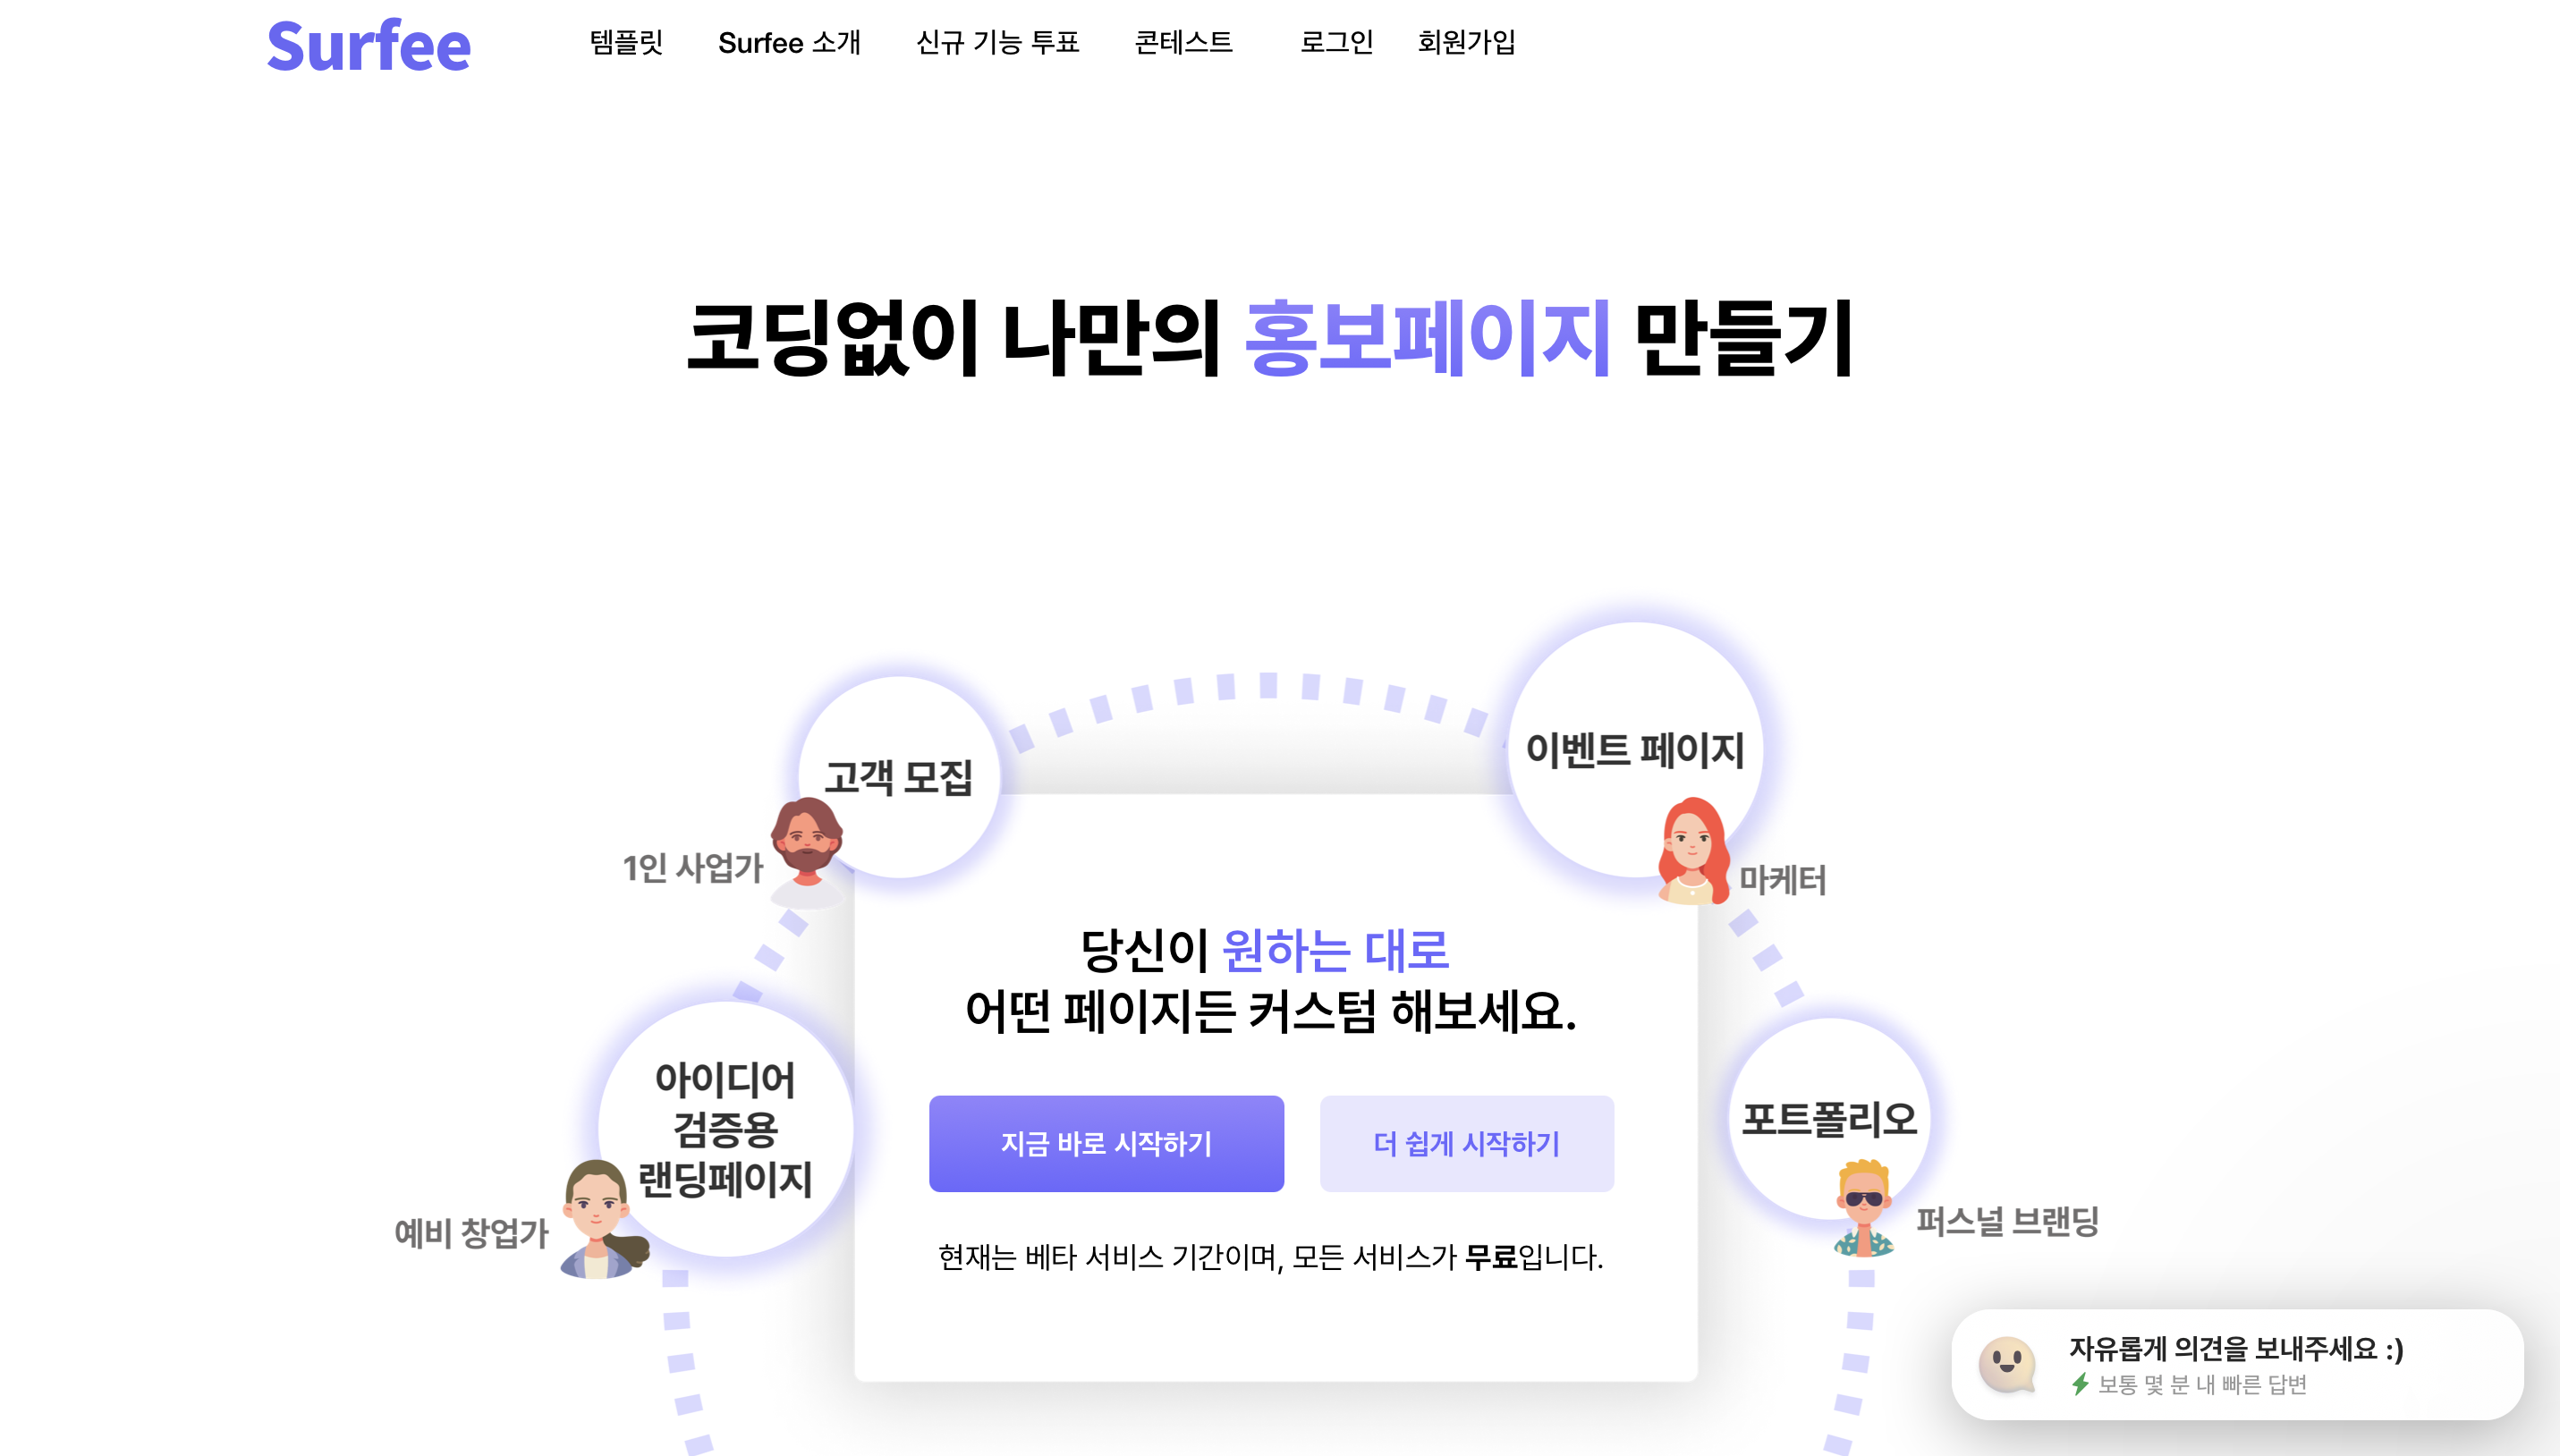 Surfee
템플릿
Surfee 소개
신규 기능 투표
콘테스트
로그인
회원가입
코딩없이 나만의 홍보페이지 만들기
고객 모집
이벤트 페이지
1인 사업가
마케터
당신이 원하는 대로
어떤 페이지든 커스텀 해보세요.
아이디어
검증용
랜딩페이지
포트폴리오
지금 바로 시작하기
더 쉽게 시작하기
예비 창업가
퍼스널 브랜딩
현재는 베타 서비스 기간이며, 모든 서비스가 무료입니다.
자유롭게 의견을 보내주세요 :)
보통 몇 분 내 빠른 답변